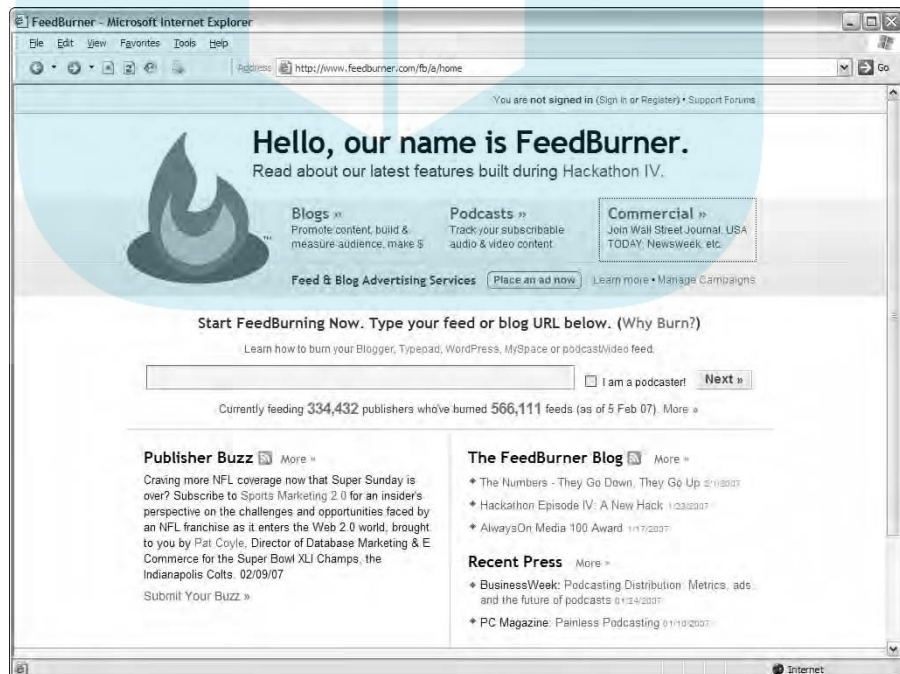 FeedBurner - Microsoft Internet Explorer
File Edit View Favorites Tools Help
Address http://www.feedburner.com/fb/a/home Go
You are not signed in (Sign in or Register) • Support Forums
Hello, our name is FeedBurner.
Read about our latest features built during Hackathon IV.
Blogs »
Promote content, build &
measure audience, make $
Podcasts »
Track your subscribable
audio & video content
Commercial »
Join Wall Street Journal, USA
TODAY, Newsweek, etc.
™
Feed & Blog Advertising Services Place an ad now Learn more • Manage Campaigns
Start FeedBurning Now. Type your feed or blog URL below. (Why Burn?)
Learn how to burn your Blogger, Typepad, WordPress, MySpace or podcast/video feed.
I am a podcaster! Next »
Currently feeding 334,432 publishers who've burned 566,111 feeds (as of 5 Feb 07). More »
Publisher Buzz More »
Craving more NFL coverage now that Super Sunday is
over? Subscribe to Sports Marketing 2.0 for an insider's
perspective on the challenges and opportunities faced by
an NFL franchise as it enters the Web 2.0 world, brought
to you by Pat Coyle, Director of Database Marketing & E
Commerce for the Super Bowl XLI Champs, the
Indianapolis Colts. 02/09/07
Submit Your Buzz »
The FeedBurner Blog More »
The Numbers - They Go Down, They Go Up 2/1/2007
Hackathon Episode IV: A New Hack 1/23/2007
AlwaysOn Media 100 Award 1/17/2007
Recent Press More »
BusinessWeek: Podcasting Distribution: Metrics, ads,
and the future of podcasts 01/24/2007
PC Magazine: Painless Podcasting 01/10/2007
Internet